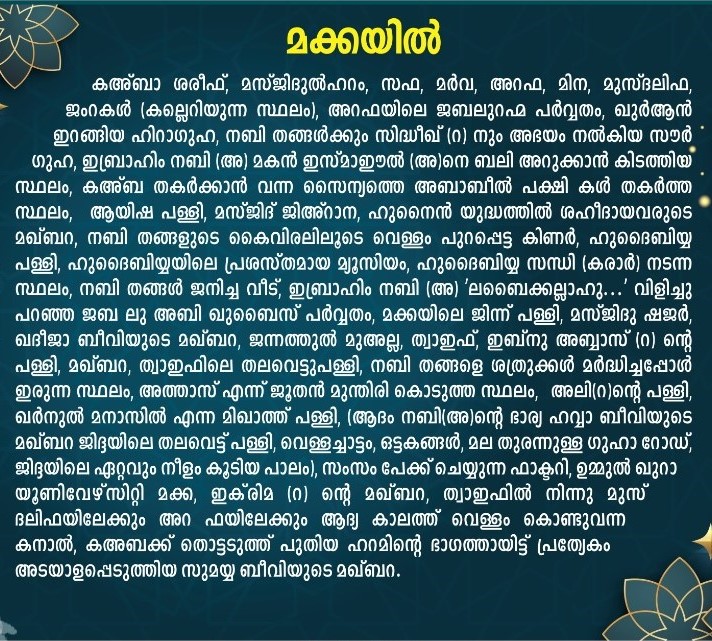 മക്കയിൽ
കഅ്ബാ ശരീഫ്, മസ്ജിദുൽഹറം, സഫ, മർവ, അറഫ, മിന, മുസ്ദലിഫ,
ജംറകൾ (കല്ലെറിയുന്ന സ്ഥലം), അറഫയിലെ ജബലുറഹ്മ പർവ്വതം, ഖുർആൻ
ഇറങ്ങിയ ഹിറാഗുഹ, നബി തങ്ങൾക്കും സിദ്ധീഖ് (റ) നും അഭയം നൽകിയ സൗർ
ഗുഹ, ഇബ്രാഹിം നബി (അ) മകൻ ഇസ്മാഈൽ (അ)നെ ബലി അറുക്കാൻ കിടത്തിയ
സ്ഥലം, കഅ്ബ തകർക്കാൻ വന്ന സൈന്യത്തെ അബാബീൽ പക്ഷി കൾ തകർത്ത
സ്ഥലം, ആയിഷ പള്ളി, മസ്ജിദ് ജിഅ്റാന, ഹുനൈൻ യുദ്ധത്തിൽ ശഹീദായവരുടെ
മഖ്ബറ, നബി തങ്ങളുടെ കൈവിരലിലൂടെ വെള്ളം പുറപ്പെട്ട കിണർ, ഹുദൈബിയ്യ
പള്ളി, ഹുദൈബിയ്യയിലെ പ്രശസ്തമായ മ്യൂസിയം, ഹുദൈബിയ്യ സന്ധി (കരാർ) നടന്ന
സ്ഥലം, നബി തങ്ങൾ ജനിച്ച വീട്, ഇബ്രാഹിം നബി (അ) 'ലബൈക്കല്ലാഹു...' വിളിച്ചു
പറഞ്ഞ ജബ ലു അബി ഖുബൈസ് പർവ്വതം, മക്കയിലെ ജിന്ന് പള്ളി, മസ്ജിദു ഷജർ,
ഖദീജാ ബീവിയുടെ മഖ്ബറ, ജന്നത്തുൽ മുഅല്ല, ത്വാഇഫ്, ഇബ്നു അബ്ബാസ് (റ) ന്റെ
പള്ളി, മഖ്ബറ, ത്വാഇഫിലെ തലവെട്ടുപള്ളി, നബി തങ്ങളെ ശത്രുക്കൾ മർദ്ധിച്ചപ്പോൾ
ഇരുന്ന സ്ഥലം, അത്താസ് എന്ന് ജൂതൻ മുന്തിരി കൊടുത്ത സ്ഥലം, അലി(റ)ന്റെ പള്ളി,
ഖർനുൽ മനാസിൽ എന്ന മിഖാത്ത് പള്ളി, (ആദം നബി(അ)ന്റെ ഭാര്യ ഹവ്വാ ബീവിയുടെ
മഖ്ബറ ജിദ്ദയിലെ തലവെട്ട് പള്ളി, വെള്ളച്ചാട്ടം, ഒട്ടകങ്ങൾ, മല തുരന്നുള്ള ഗുഹാ റോഡ്,
ജിദ്ദയിലെ ഏറ്റവും നീളം കൂടിയ പാലം), സംസം പേക്ക് ചെയ്യുന്ന ഫാക്ടറി, ഉമ്മുൽ ഖുറാ
യൂണിവേഴ്സിറ്റി മക്ക, ഇക്‌രിമ (റ) ന്റെ മഖ്ബറ, ത്വാഇഫിൽ നിന്നു മുസ്
ദലിഫയിലേക്കും അറ ഫയിലേക്കും ആദ്യ കാലത്ത് വെള്ളം കൊണ്ടുവന്ന
കനാൽ, കഅബക്ക് തൊട്ടടുത്ത് പുതിയ ഹറമിന്റെ ഭാഗത്തായിട്ട് പ്രത്യേകം
അടയാളപ്പെടുത്തിയ സുമയ്യ ബീവിയുടെ മഖ്ബറ.